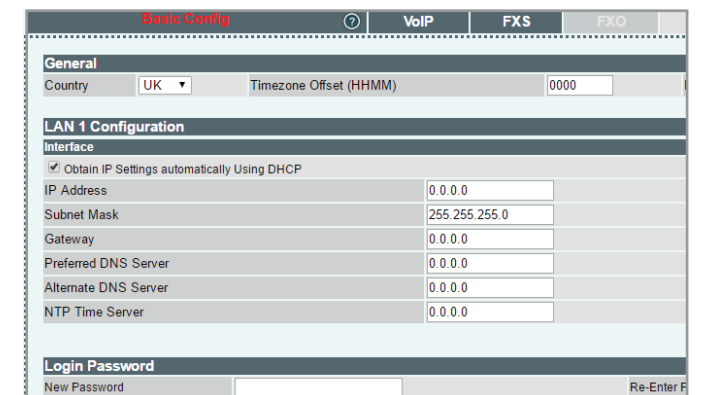 Basic Config ? VoIP FXS FXO
General
Country UK Timezone Offset (HHMM) 0000
LAN 1 Configuration
Interface
Obtain IP Settings automatically Using DHCP
IP Address 0.0.0.0
Subnet Mask 255.255.255.0
Gateway 0.0.0.0
Preferred DNS Server 0.0.0.0
Alternate DNS Server 0.0.0.0
NTP Time Server 0.0.0.0
Login Password
New Password Re-Enter